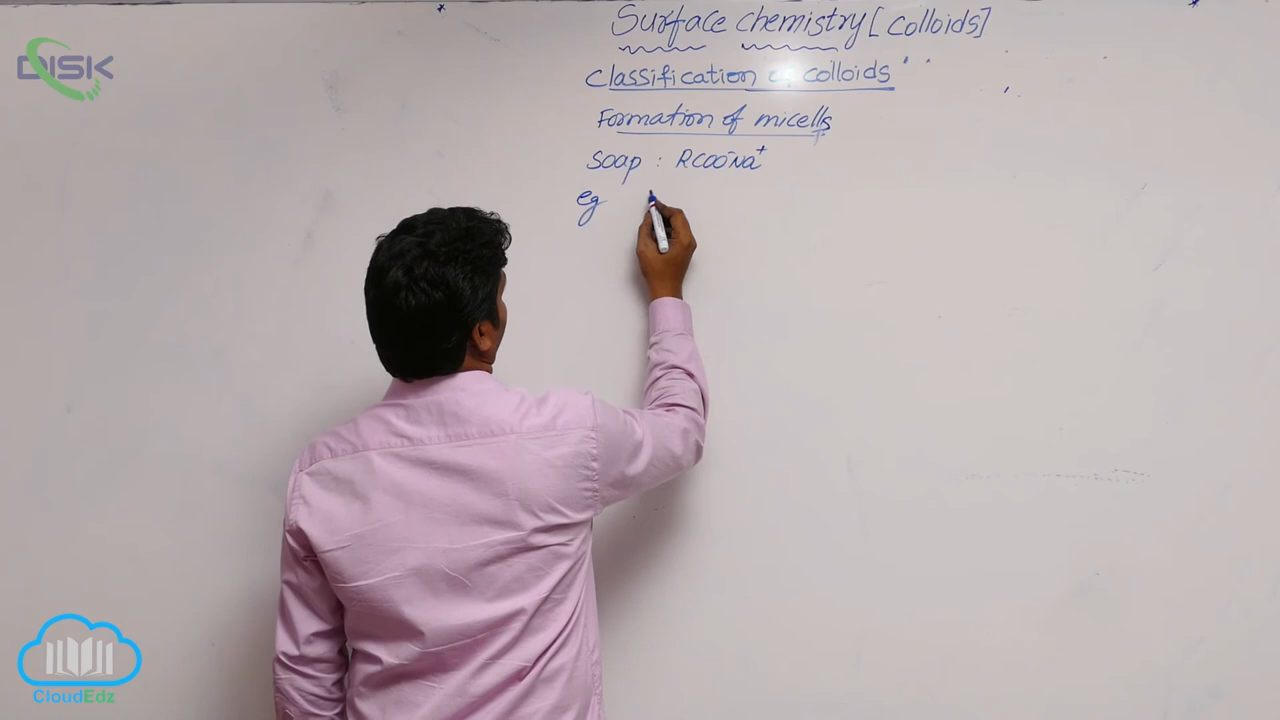 Surface chemistry [colloids]
Classification of colloids
Formation of micells
Soap : RCOO⁻Na⁺
eg
DISK
CloudEdz